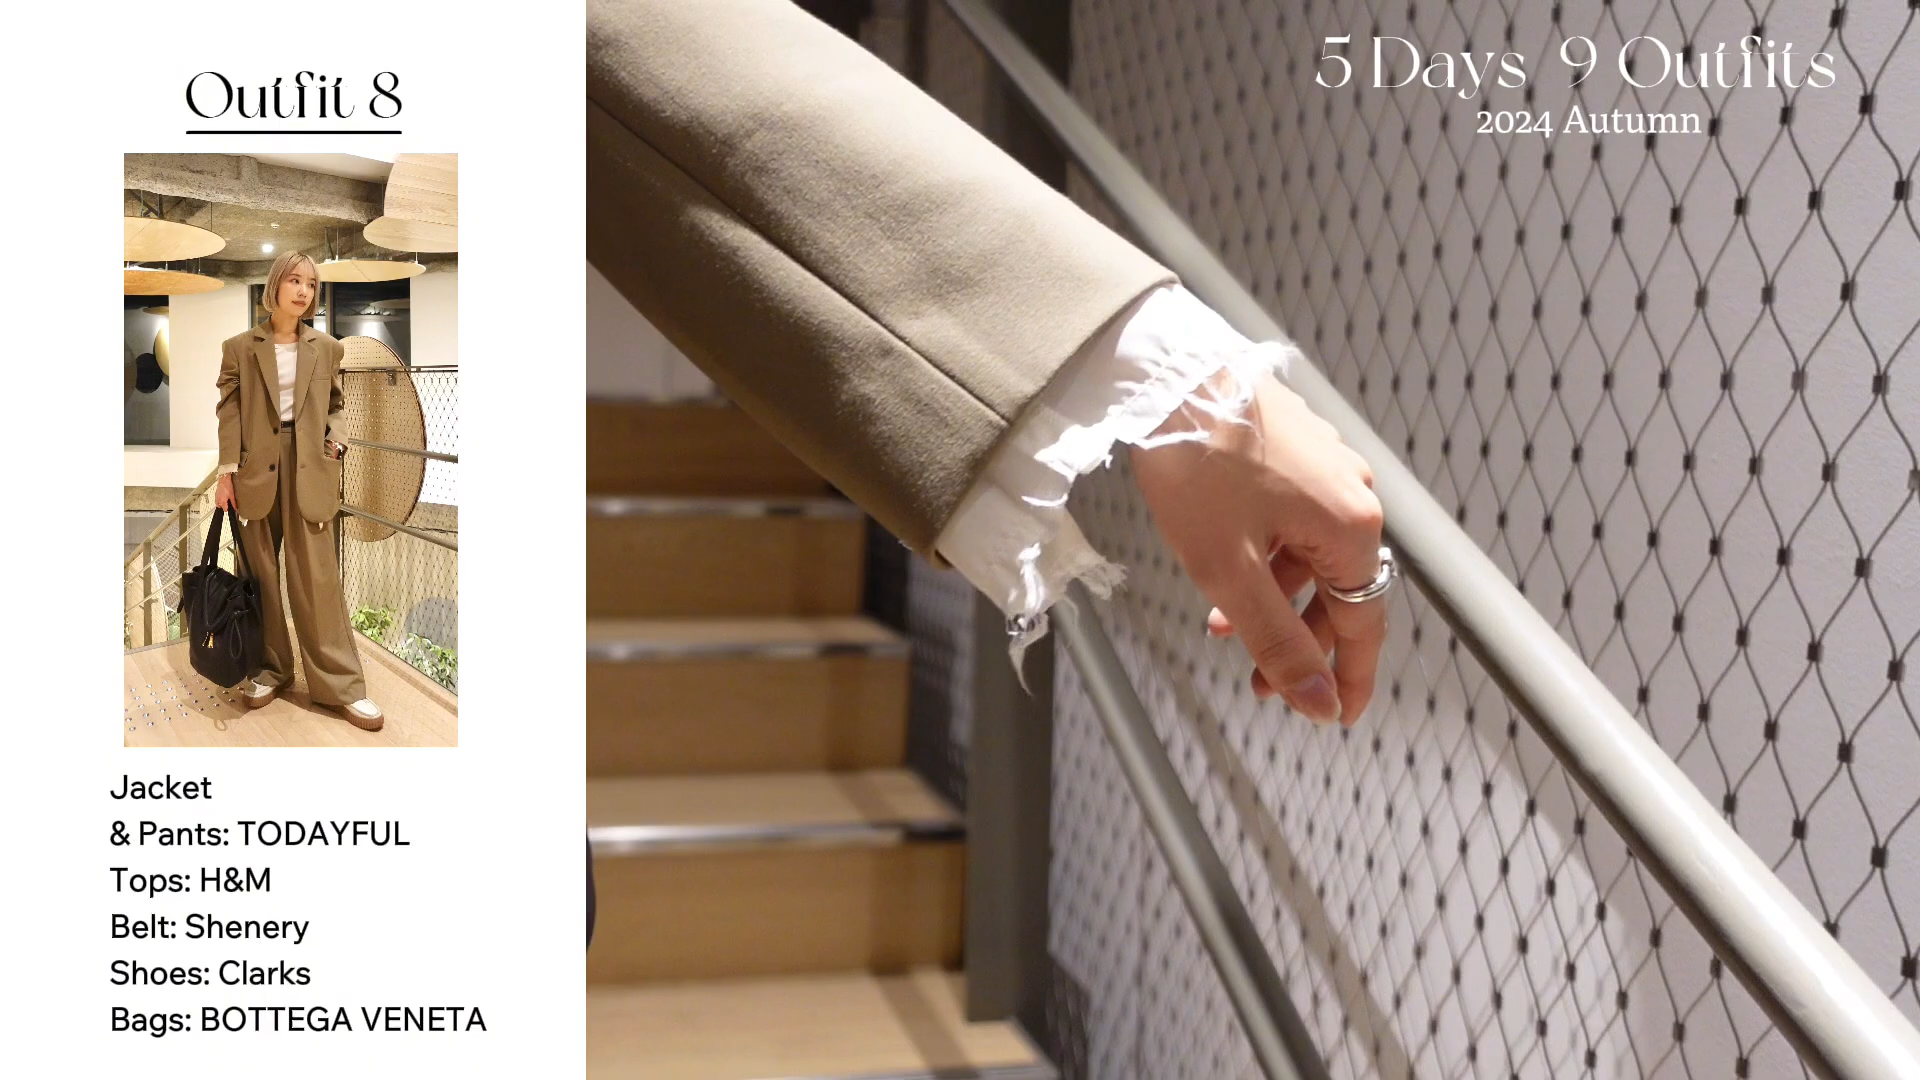 Outfit 8
Jacket
& Pants: TODAYFUL
Tops: H&M
Belt: Shenery
Shoes: Clarks
Bags: BOTTEGA VENETA
5 Days 9 Outfits
2024 Autumn